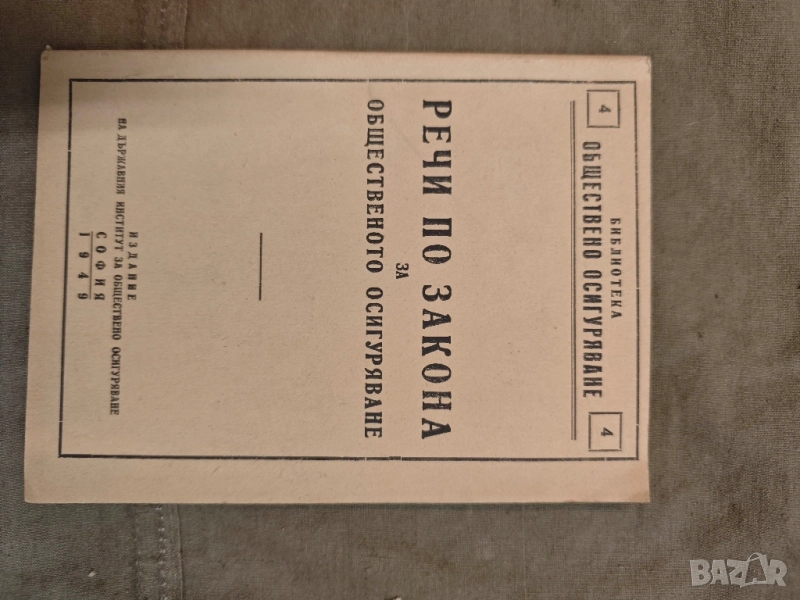 БИБЛИОТЕКА
4 ОБЩЕСТВЕНО ОСИГУРЯВАНЕ 4
РЕЧИ ПО ЗАКОНА
ЗА
ОБЩЕСТВЕНОТО ОСИГУРЯВАНЕ
ИЗДАНИЕ
НА ДЪРЖАВНИЯ ИНСТИТУТ ЗА ОБЩЕСТВЕНО ОСИГУРЯВАНЕ
СОФИЯ
1949
BAZAR